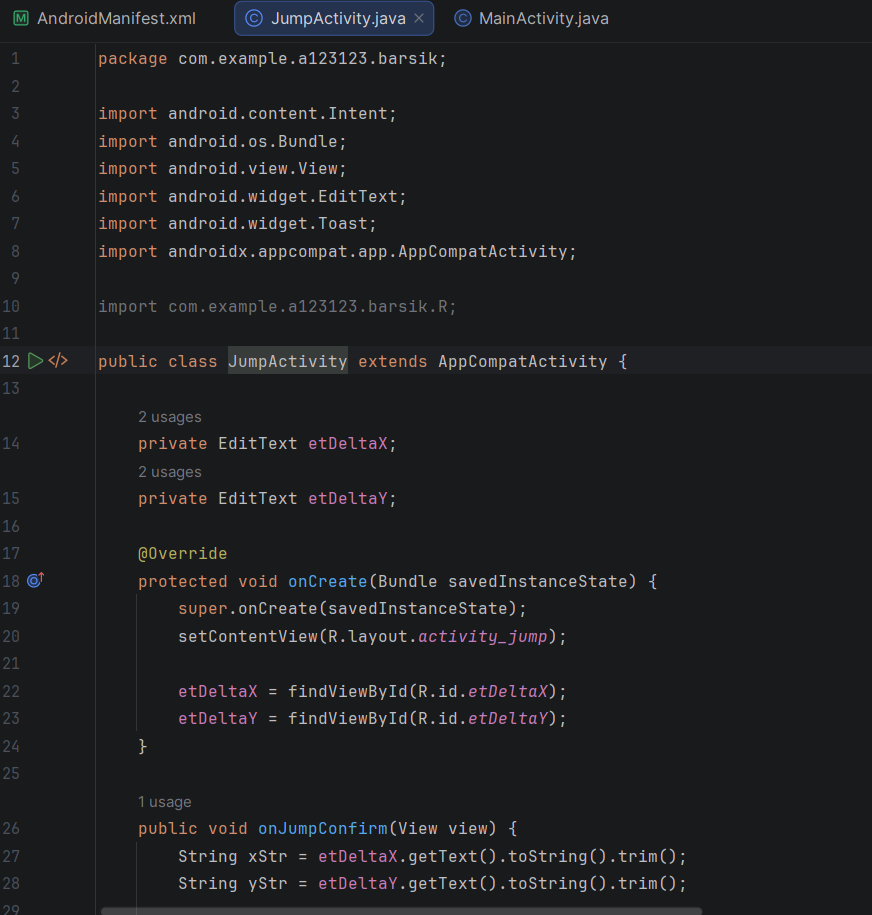 AndroidManifest.xml JumpActivity.java MainActivity.java
1 package com.example.a123123.barsik;
2
3 import android.content.Intent;
4 import android.os.Bundle;
5 import android.view.View;
6 import android.widget.EditText;
7 import android.widget.Toast;
8 import androidx.appcompat.app.AppCompatActivity;
9
10 import com.example.a123123.barsik.R;
11
12 public class JumpActivity extends AppCompatActivity {
13
2 usages
14 private EditText etDeltaX;
2 usages
15 private EditText etDeltaY;
16
17 @Override
18 protected void onCreate(Bundle savedInstanceState) {
19 super.onCreate(savedInstanceState);
20 setContentView(R.layout.activity_jump);
21
22 etDeltaX = findViewById(R.id.etDeltaX);
23 etDeltaY = findViewById(R.id.etDeltaY);
24 }
25
1 usage
26 public void onJumpConfirm(View view) {
27 String xStr = etDeltaX.getText().toString().trim();
28 String yStr = etDeltaY.getText().toString().trim();
29